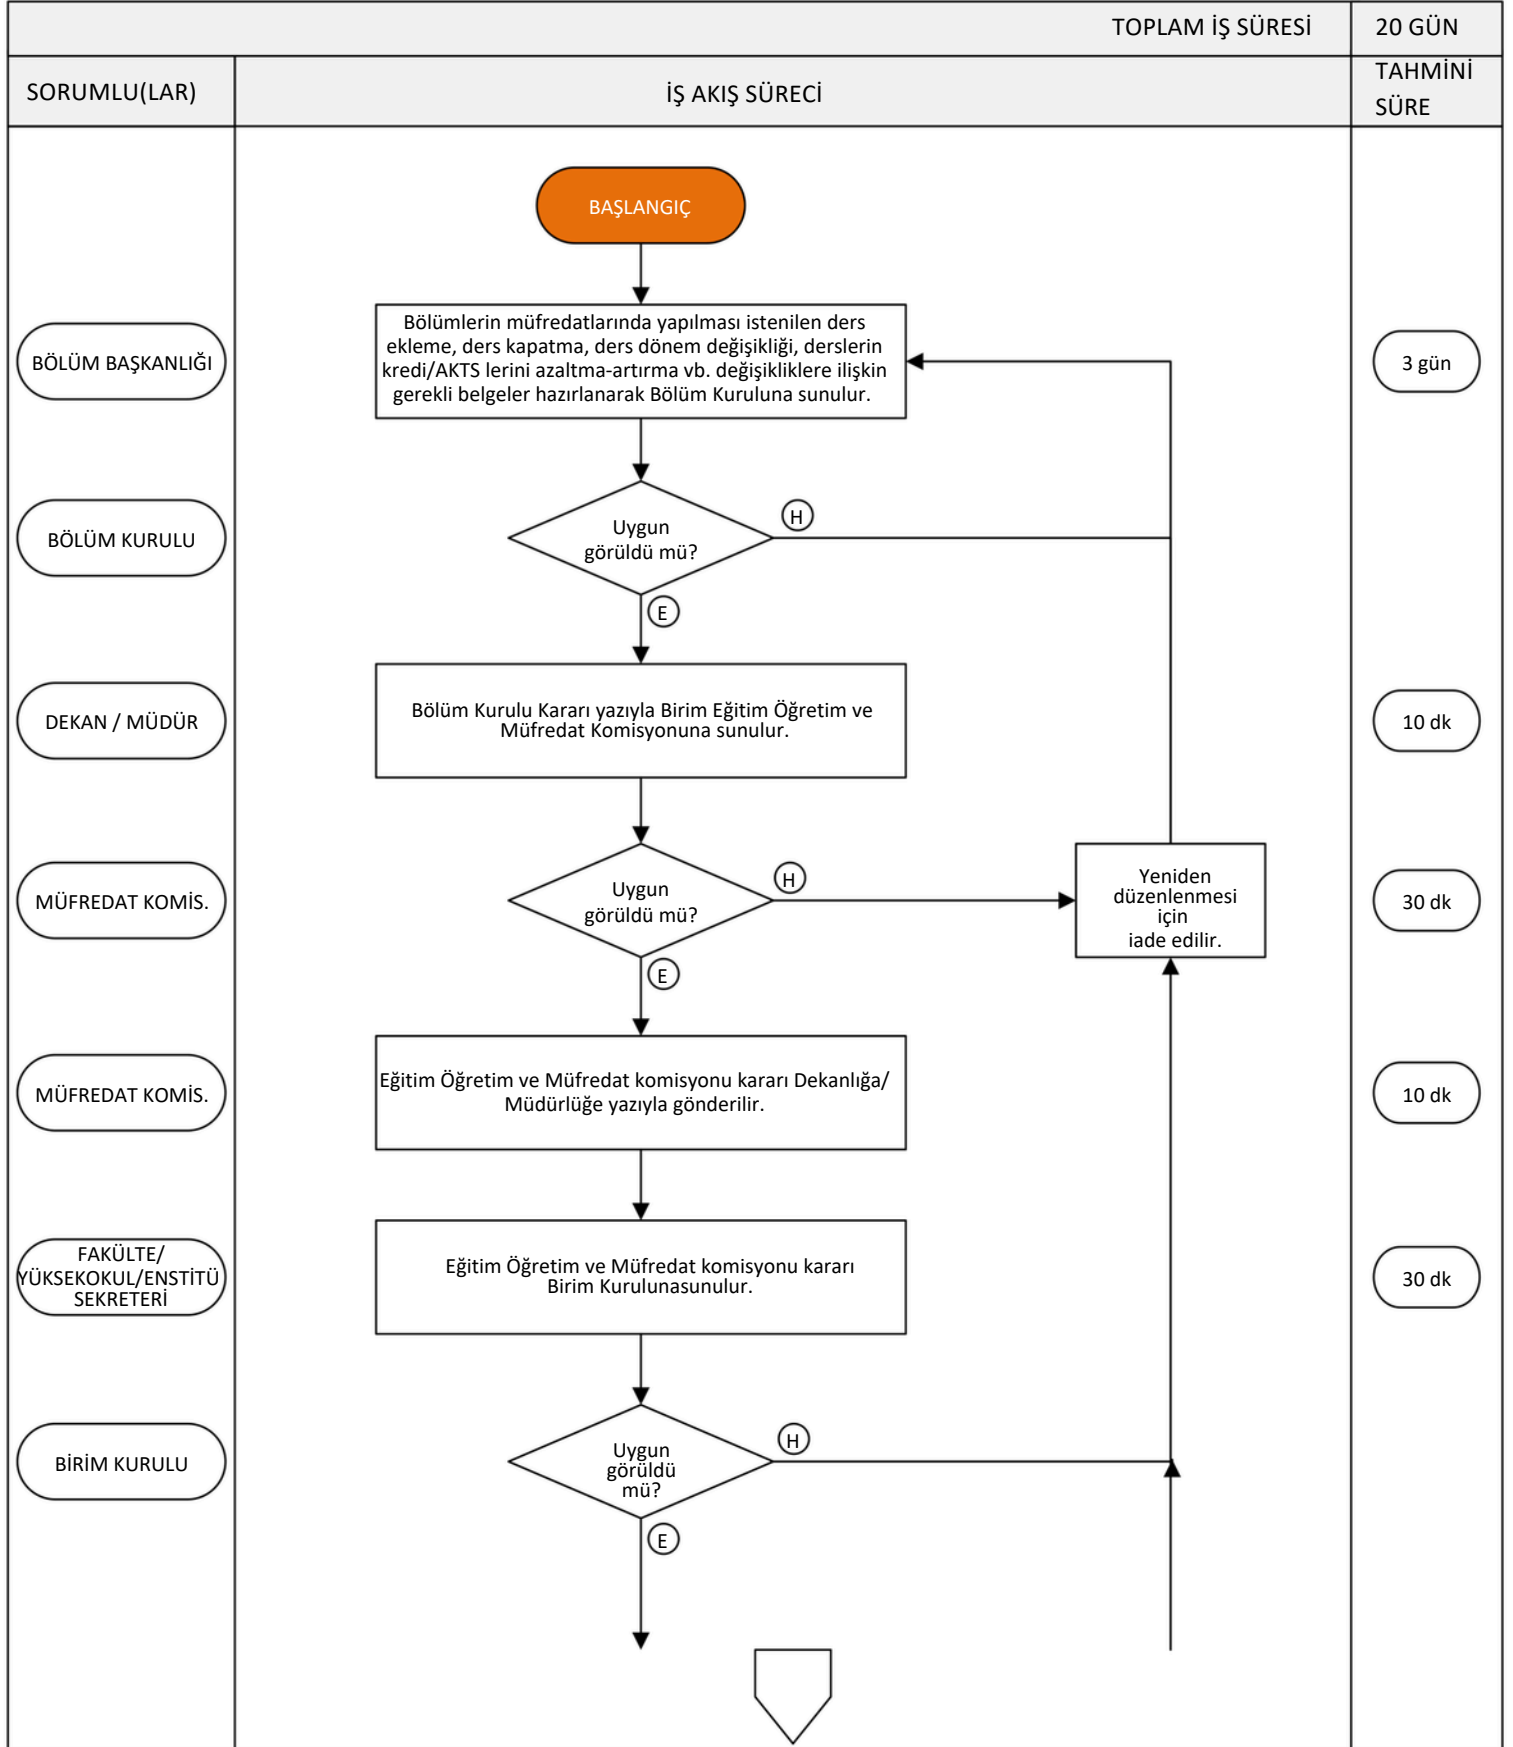 TOPLAM İŞ SÜRESİ
20 GÜN
SORUMLU(LAR)
İŞ AKIŞ SÜRECİ
TAHMİNİ
SÜRE
BAŞLANGIÇ
BÖLÜM BAŞKANLIĞI
Bölümlerin müfredatlarında yapılması istenilen ders
ekleme, ders kapatma, ders dönem değişikliği, derslerin
kredi/AKTS lerini azaltma-artırma vb. değişikliklere ilişkin
gerekli belgeler hazırlanarak Bölüm Kuruluna sunulur.
3 gün
BÖLÜM KURULU
Uygun
görüldü mü?
H
E
DEKAN / MÜDÜR
Bölüm Kurulu Kararı yazıyla Birim Eğitim Öğretim ve
Müfredat Komisyonuna sunulur.
10 dk
MÜFREDAT KOMİS.
Uygun
görüldü mü?
H
E
Yeniden
düzenlenmesi
için
iade edilir.
30 dk
MÜFREDAT KOMİS.
Eğitim Öğretim ve Müfredat komisyonu kararı Dekanlığa/
Müdürlüğe yazıyla gönderilir.
10 dk
FAKÜLTE/
YÜKSEKOKUL/ENSTİTÜ
SEKRETERİ
Eğitim Öğretim ve Müfredat komisyonu kararı
Birim Kurulunasunulur.
30 dk
BİRİM KURULU
Uygun
görüldü
mü?
H
E